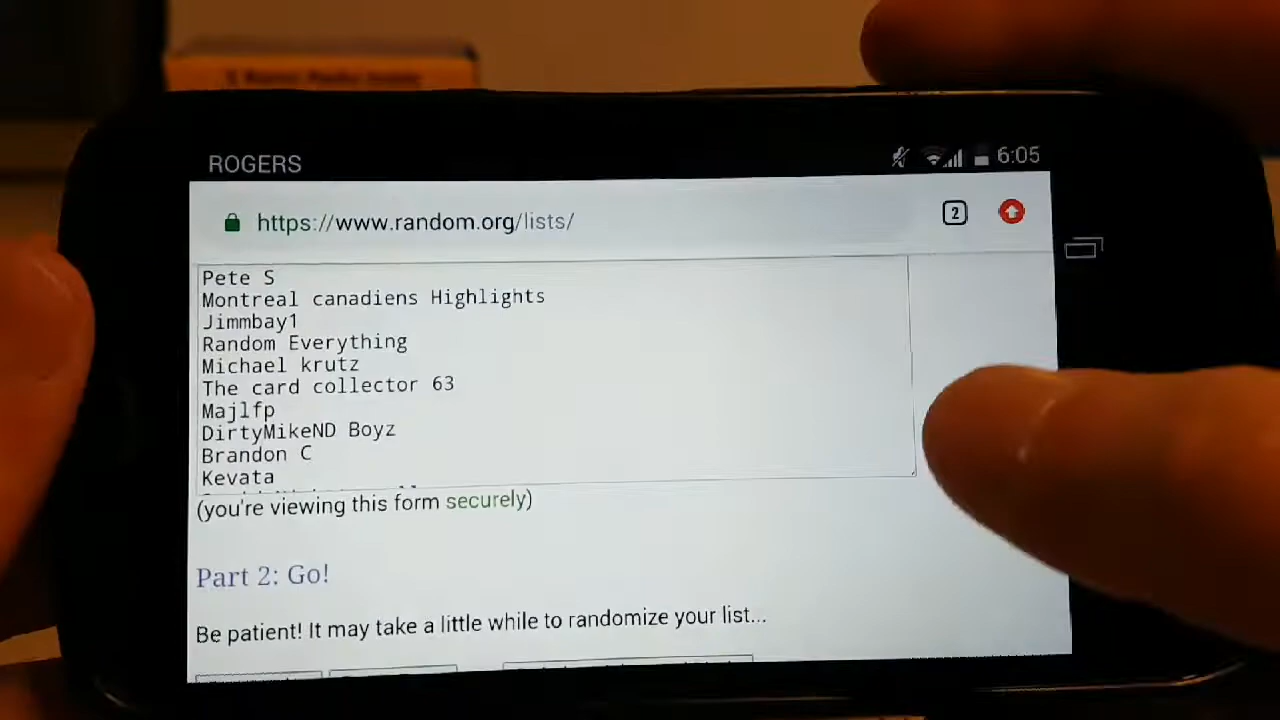 ROGERS
6:05
https://www.random.org/lists/
2
Pete S
Montreal canadiens Highlights
Jimmbay1
Random Everything
Michael krutz
The card collector 63
Majlfp
DirtyMikeND Boyz
Brandon C
Kevata
(you're viewing this form securely)
Part 2: Go!
Be patient! It may take a little while to randomize your list...